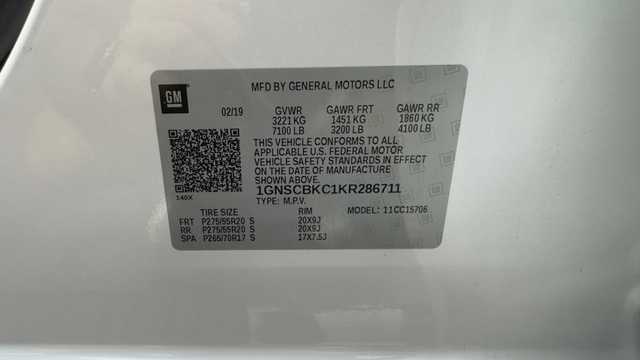 GM
MFD BY GENERAL MOTORS LLC
02/19 GVWR GAWR FRT GAWR RR
3221 KG 1451 KG 1860 KG
7100 LB 3200 LB 4100 LB
THIS VEHICLE CONFORMS TO ALL
APPLICABLE U.S. FEDERAL MOTOR
VEHICLE SAFETY STANDARDS IN EFFECT
ON THE DATE OF MANUFACTURE
SHOWN ABOVE.
1GNSCBKC1KR286711
140X TYPE: M.P.V. MODEL: 11CC15706
TIRE SIZE RIM
FRT P275/55R20 S 20X9J
RR P275/55R20 S 20X9J
SPA P265/70R17 S 17X7.5J